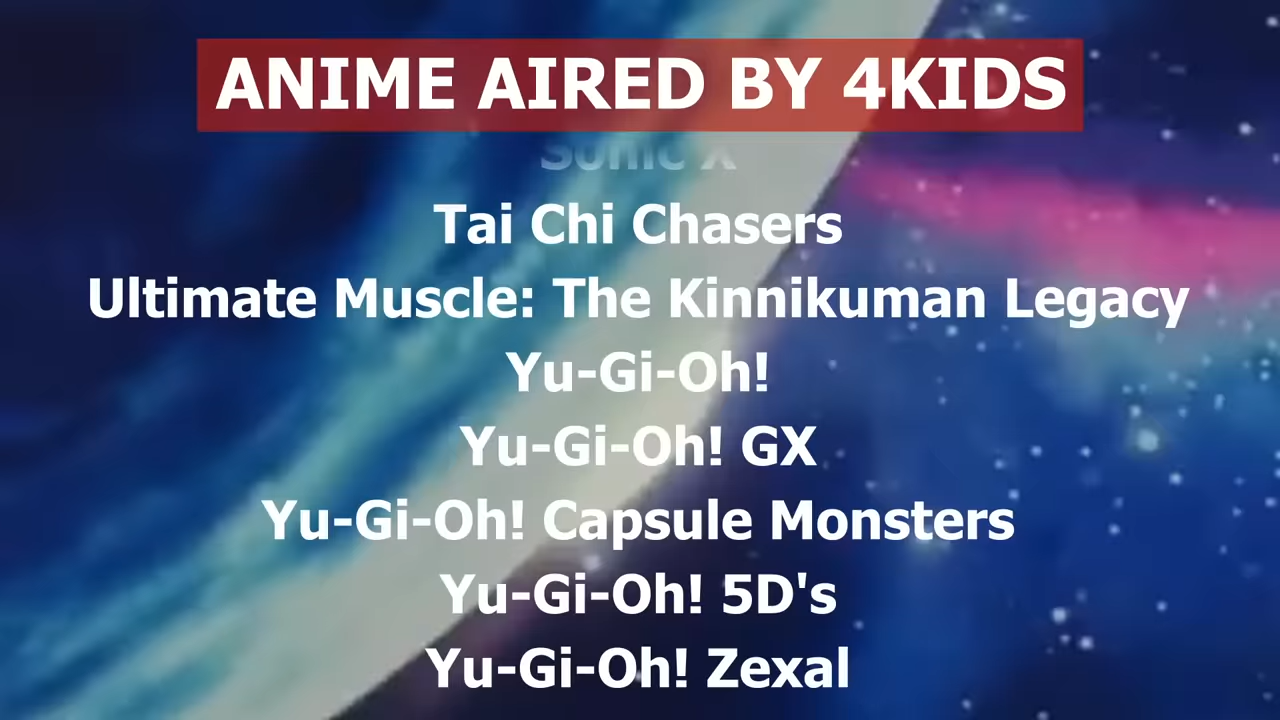 ANIME AIRED BY 4KIDS
Sonic X
Tai Chi Chasers
Ultimate Muscle: The Kinnikuman Legacy
Yu-Gi-Oh!
Yu-Gi-Oh! GX
Yu-Gi-Oh! Capsule Monsters
Yu-Gi-Oh! 5D's
Yu-Gi-Oh! Zexal